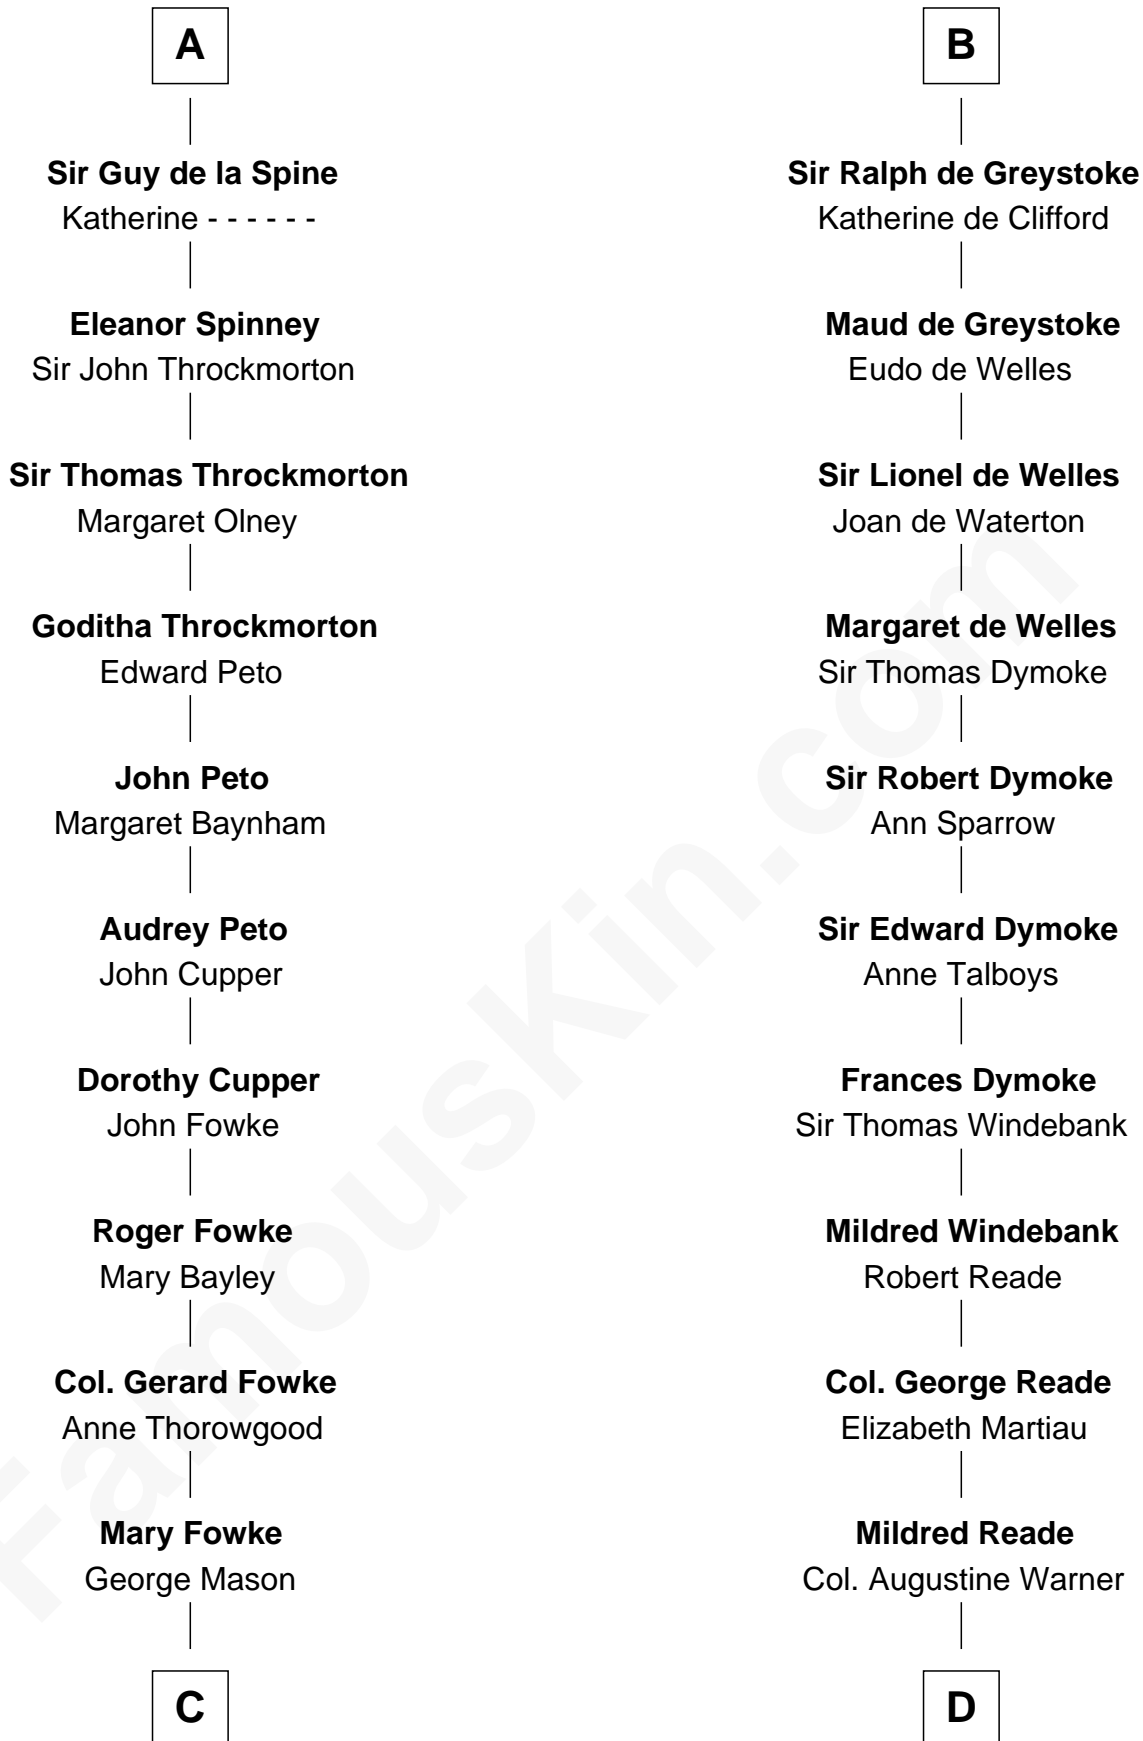 A
Sir Guy de la Spine
Katherine - - - - - -
Eleanor Spinney
Sir John Throckmorton
Sir Thomas Throckmorton
Margaret Olney
Goditha Throckmorton
Edward Peto
John Peto
Margaret Baynham
Audrey Peto
John Cupper
Dorothy Cupper
John Fowke
Roger Fowke
Mary Bayley
Col. Gerard Fowke
Anne Thorowgood
Mary Fowke
George Mason
C
B
Sir Ralph de Greystoke
Katherine de Clifford
Maud de Greystoke
Eudo de Welles
Sir Lionel de Welles
Joan de Waterton
Margaret de Welles
Sir Thomas Dymoke
Sir Robert Dymoke
Ann Sparrow
Sir Edward Dymoke
Anne Talboys
Frances Dymoke
Sir Thomas Windebank
Mildred Windebank
Robert Reade
Col. George Reade
Elizabeth Martiau
Mildred Reade
Col. Augustine Warner
D
FamousKin.com